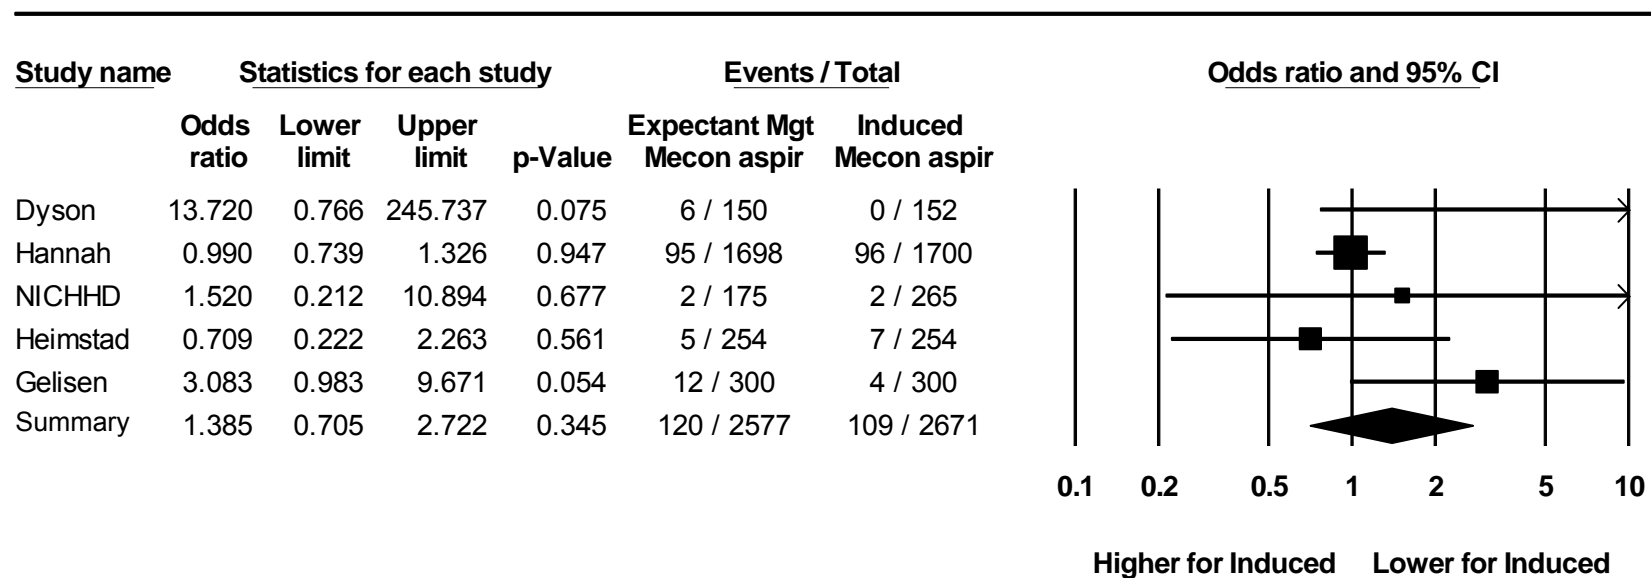 Study name Statistics for each study Events / Total Odds ratio and 95% CI
Odds Lower Upper Expectant Mgt Induced
ratio limit limit p-Value Mecon aspir Mecon aspir
Dyson 13.720 0.766 245.737 0.075 6 / 150 0 / 152
Hannah 0.990 0.739 1.326 0.947 95 / 1698 96 / 1700
NICHHD 1.520 0.212 10.894 0.677 2 / 175 2 / 265
Heimstad 0.709 0.222 2.263 0.561 5 / 254 7 / 254
Gelisen 3.083 0.983 9.671 0.054 12 / 300 4 / 300
Summary 1.385 0.705 2.722 0.345 120 / 2577 109 / 2671
0.1 0.2 0.5 1 2 5 10
Higher for Induced Lower for Induced